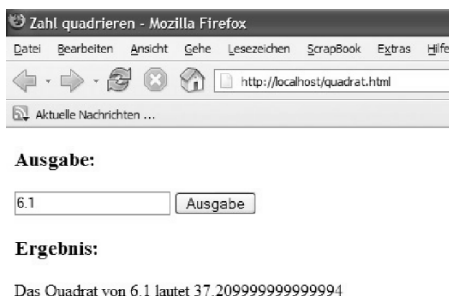 Zahl quadrieren - Mozilla Firefox
Datei Bearbeiten Ansicht Gehe Lesezeichen ScrapBook Extras Hilfe
http://localhost/quadrat.html
Aktuelle Nachrichten ...
Ausgabe:
6.1 Ausgabe
Ergebnis:
Das Quadrat von 6.1 lautet 37.209999999999994